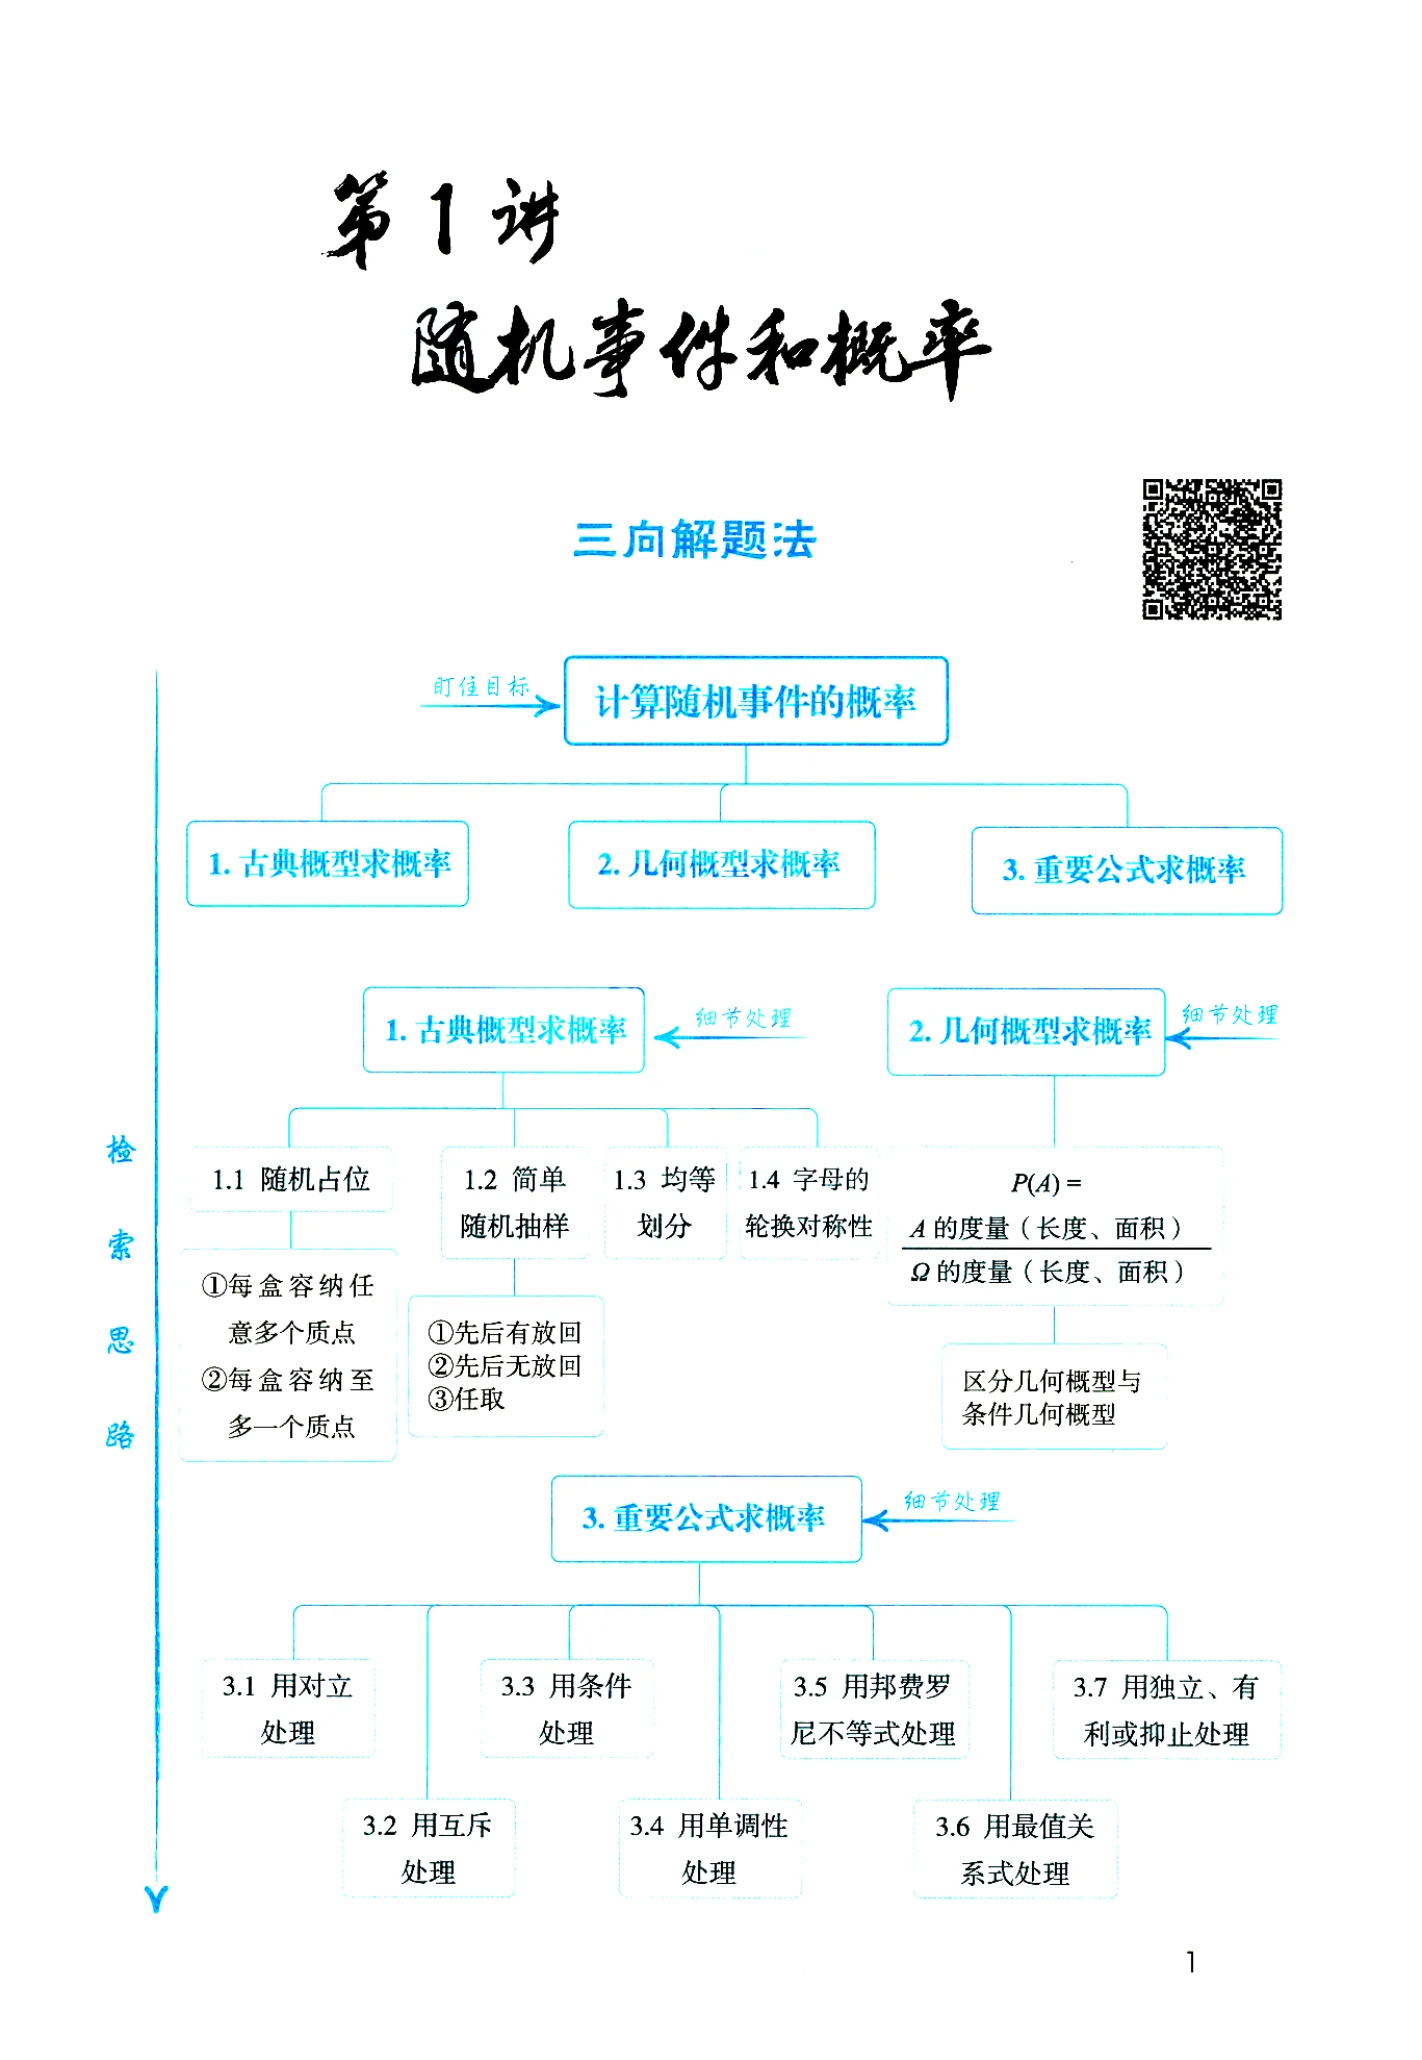 第1讲
随机事件和概率
三向解题法
盯住目标
计算随机事件的概率
1. 古典概型求概率
2. 几何概型求概率
3. 重要公式求概率
检索思路
1. 古典概型求概率
细节处理
2. 几何概型求概率
细节处理
1.1 随机占位
①每盒容纳任
意多个质点
②每盒容纳至
多一个质点
1.2 简单
随机抽样
①先后有放回
②先后无放回
③任取
1.3 均等
划分
1.4 字母的
轮换对称性
P(A) =
A 的度量（长度、面积）
Ω 的度量（长度、面积）
区分几何概型与
条件几何概型
3. 重要公式求概率
细节处理
3.1 用对立
处理
3.2 用互斥
处理
3.3 用条件
处理
3.4 用单调性
处理
3.5 用邦费罗
尼不等式处理
3.6 用最值关
系式处理
3.7 用独立、有
利或抑止处理
1